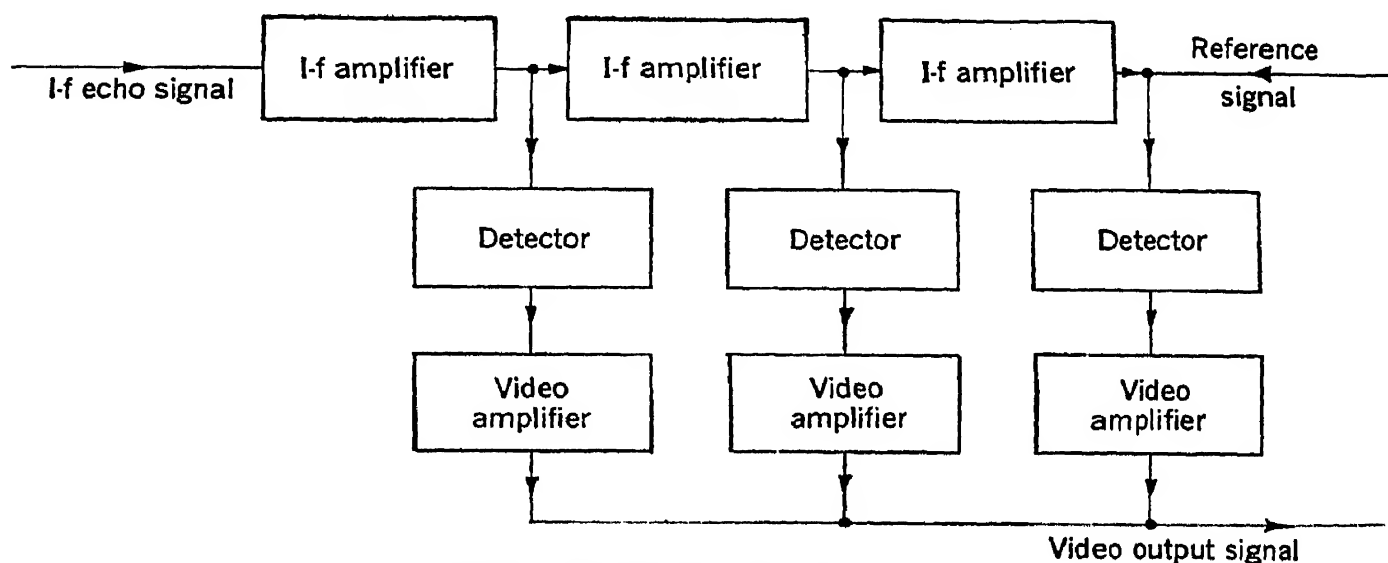 I-f echo signal
I-f amplifier
I-f amplifier
I-f amplifier
Reference
signal
Detector
Detector
Detector
Video
amplifier
Video
amplifier
Video
amplifier
Video output signal